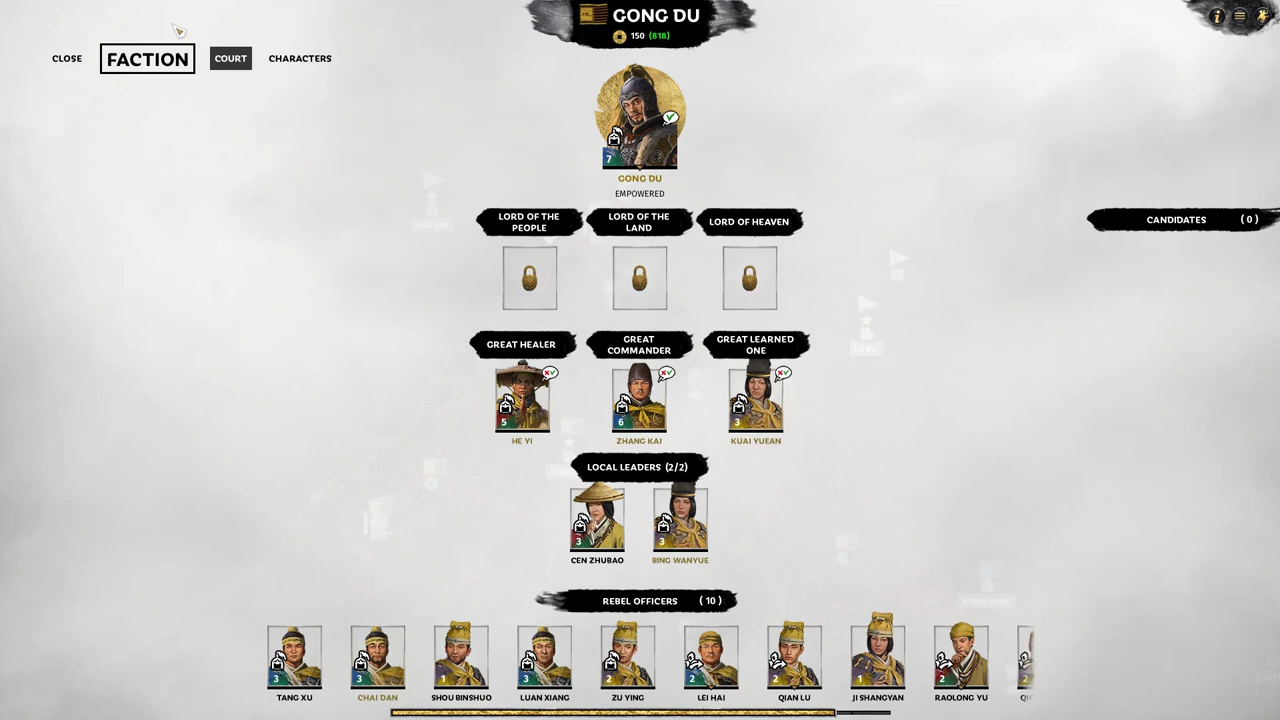 GONG DU
150 (818)
CLOSE
FACTION
COURT
CHARACTERS
7
GONG DU
EMPOWERED
LORD OF THE
PEOPLE
LORD OF THE
LAND
LORD OF HEAVEN
CANDIDATES (0)
GREAT HEALER
GREAT
COMMANDER
GREAT LEARNED
ONE
5
6
3
HE YI
ZHANG KAI
KUAI YUEAN
LOCAL LEADERS (2/2)
3
3
CEN ZHUBAO
BING WANYUE
REBEL OFFICERS (10)
3
3
1
3
2
2
2
1
2
2
TANG XU
CHAI DAN
SHOU BINSHUO
LUAN XIANG
ZU YING
LEI HAI
QIAN LU
JI SHANGYAN
RAOLONG YU